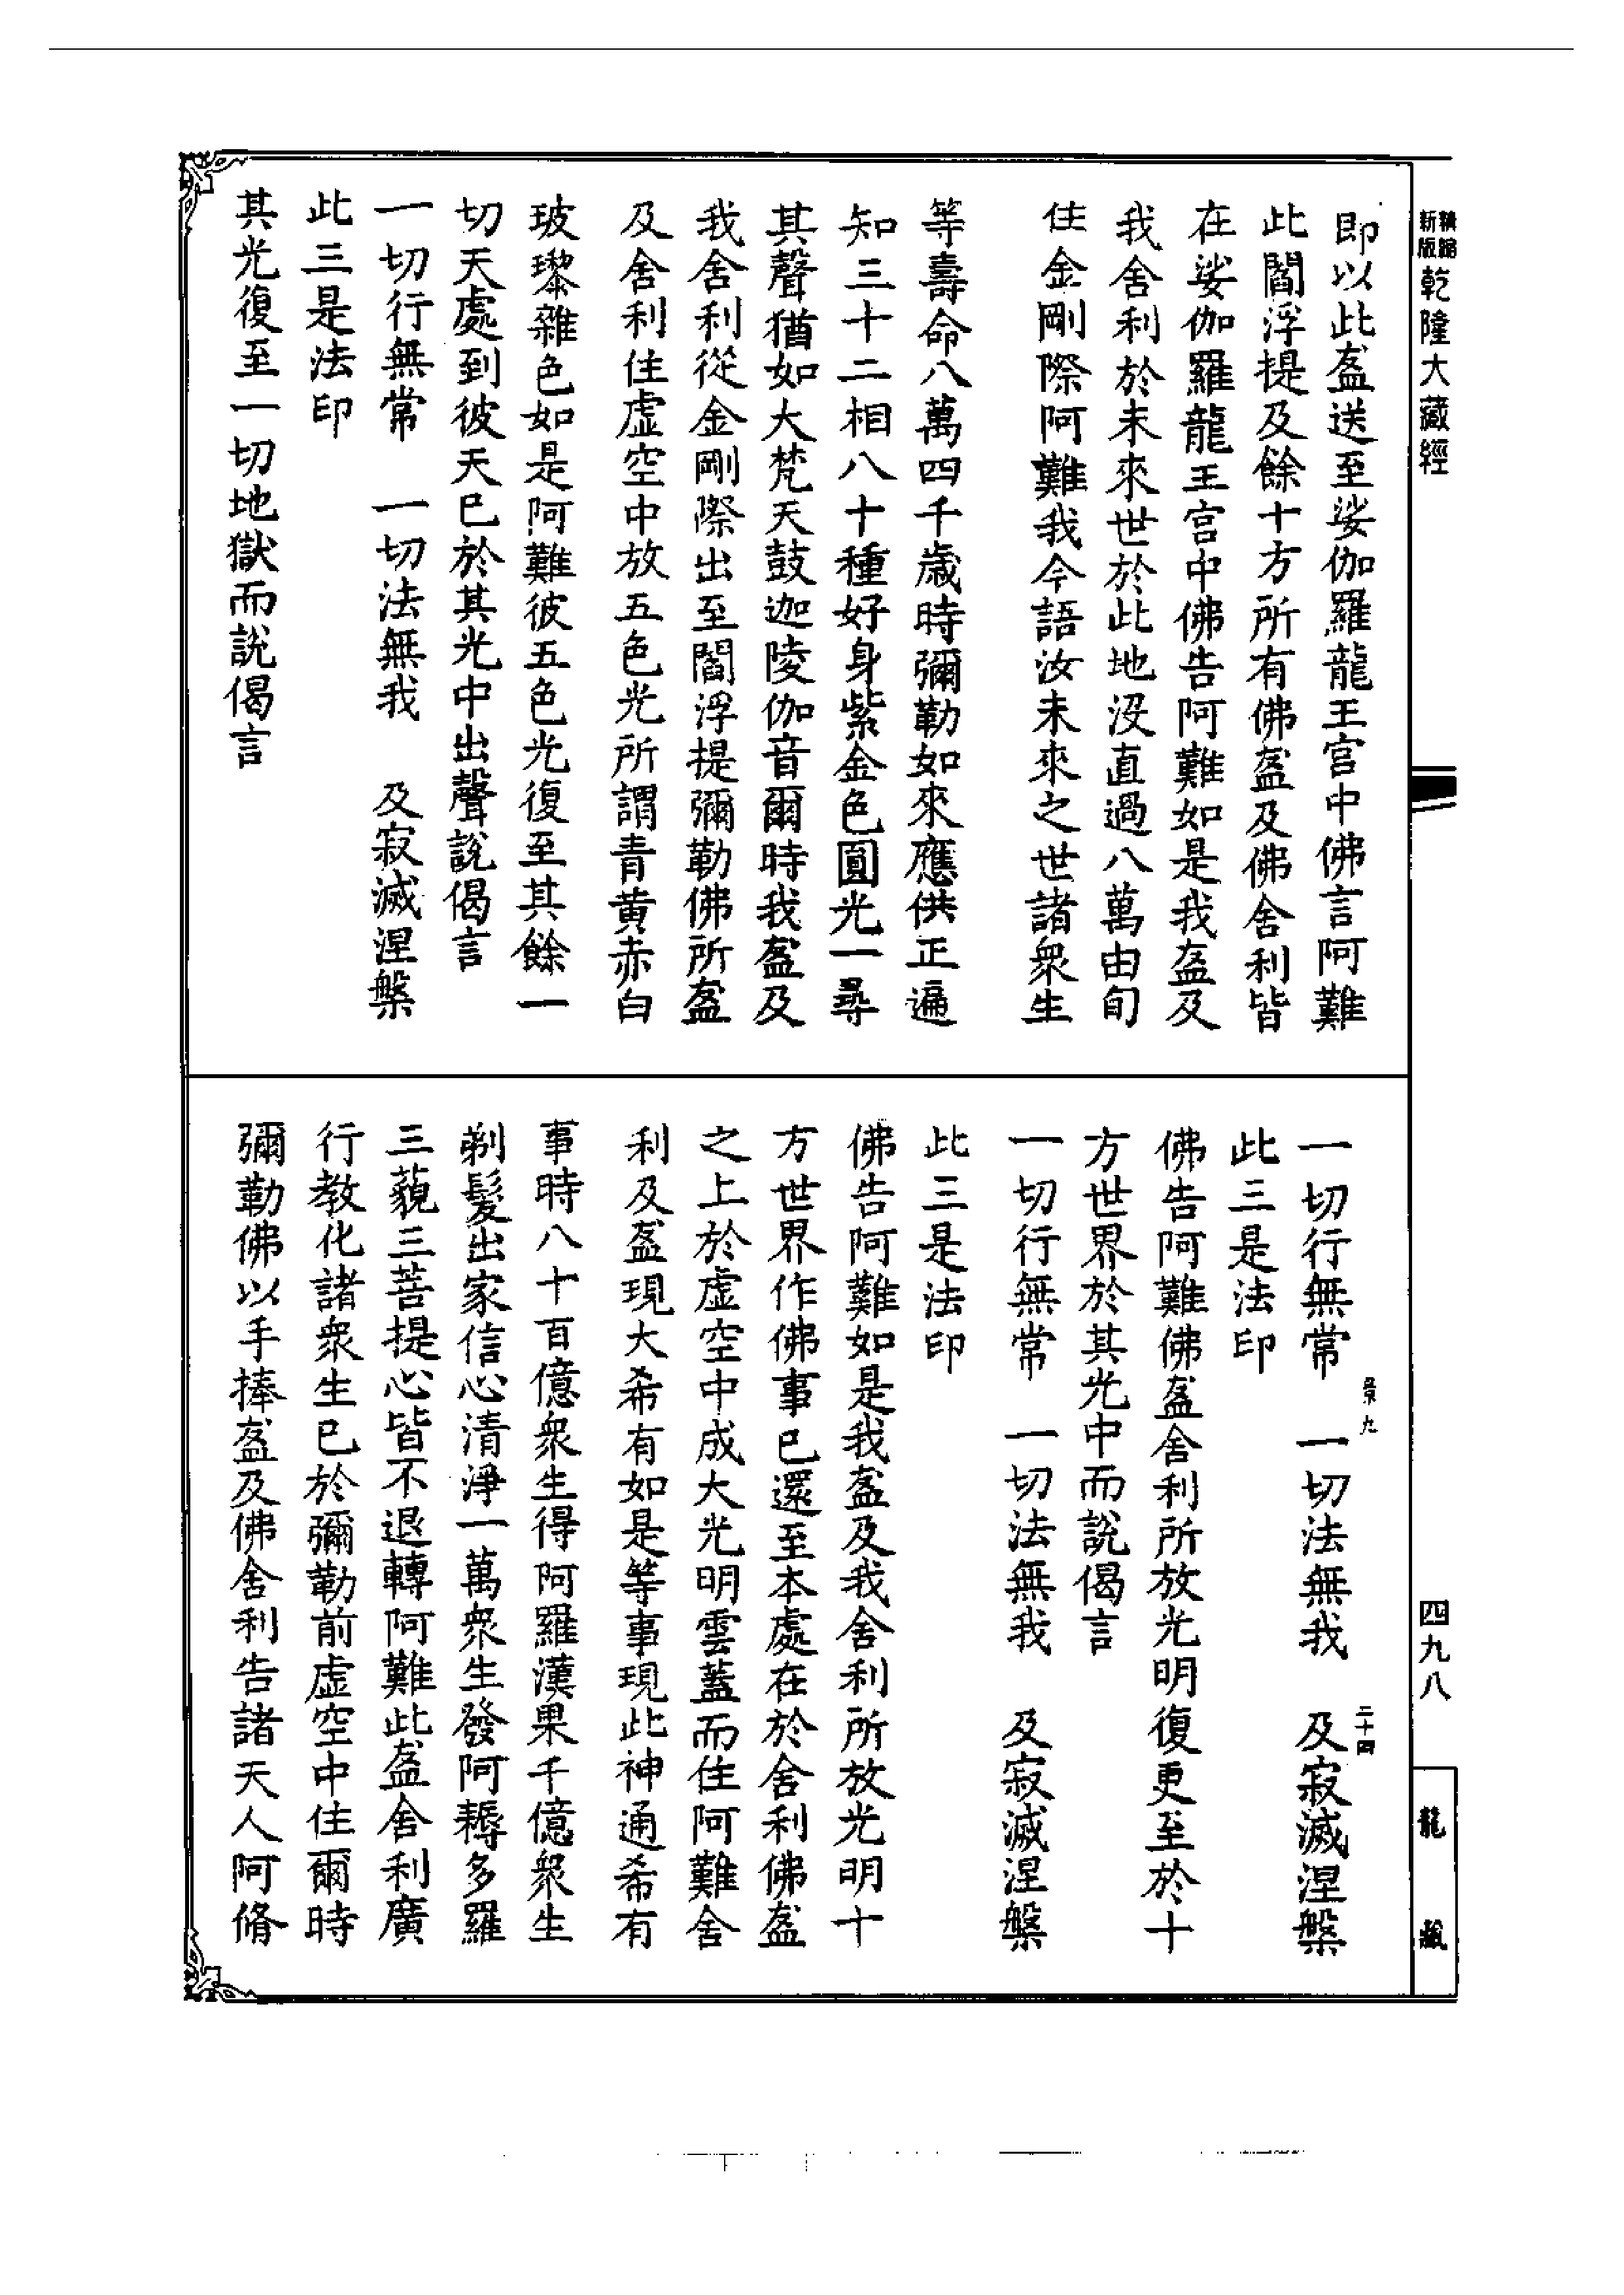 新編縮版乾隆大藏經
即以此盋送至娑伽羅龍王宮中佛言阿難
此閻浮提及餘十方所有佛盋及佛舍利皆
在娑伽羅龍王宮中佛告阿難如是我盋及
我舍利於未來世於此地沒直過八萬由旬
住金剛際阿難我今語汝未來之世諸衆生
等壽命八萬四千歲時彌勒如來應供正遍
知三十二相八十種好身紫金色圓光一尋
其聲猶如大梵天鼓迦陵伽音爾時我盋及
我舍利從金剛際出至閻浮提彌勒佛所盋
及舍利住虛空中放五色光所謂青黄赤白
玻瓈雜色如是阿難彼五色光復至其餘一
切天處到彼天已於其光中出聲說偈言
一切行無常　一切法無我　及寂滅涅槃
此三是法印
其光復至一切地獄而說偈言
一切行無常　一切法無我　及寂滅涅槃
此三是法印
佛告阿難佛盋舍利所放光明復更至於十
方世界於其光中而說偈言
一切行無常　一切法無我　及寂滅涅槃
此三是法印
佛告阿難如是我盋及我舍利所放光明十
方世界作佛事已還至本處在於舍利佛盋
之上於虛空中成大光明雲蓋而住阿難舍
利及盋現大希有如是等事現此神通希有
事時八十百億衆生得阿羅漢果千億衆生
剃髮出家信心清淨一萬衆生發阿耨多羅
三藐三菩提心皆不退轉阿難此盋舍利廣
行教化諸衆生已於彌勒前虛空中住爾時
彌勒佛以手捧盋及佛舍利告諸天人阿脩
景九
二十四
四九八
龍藏